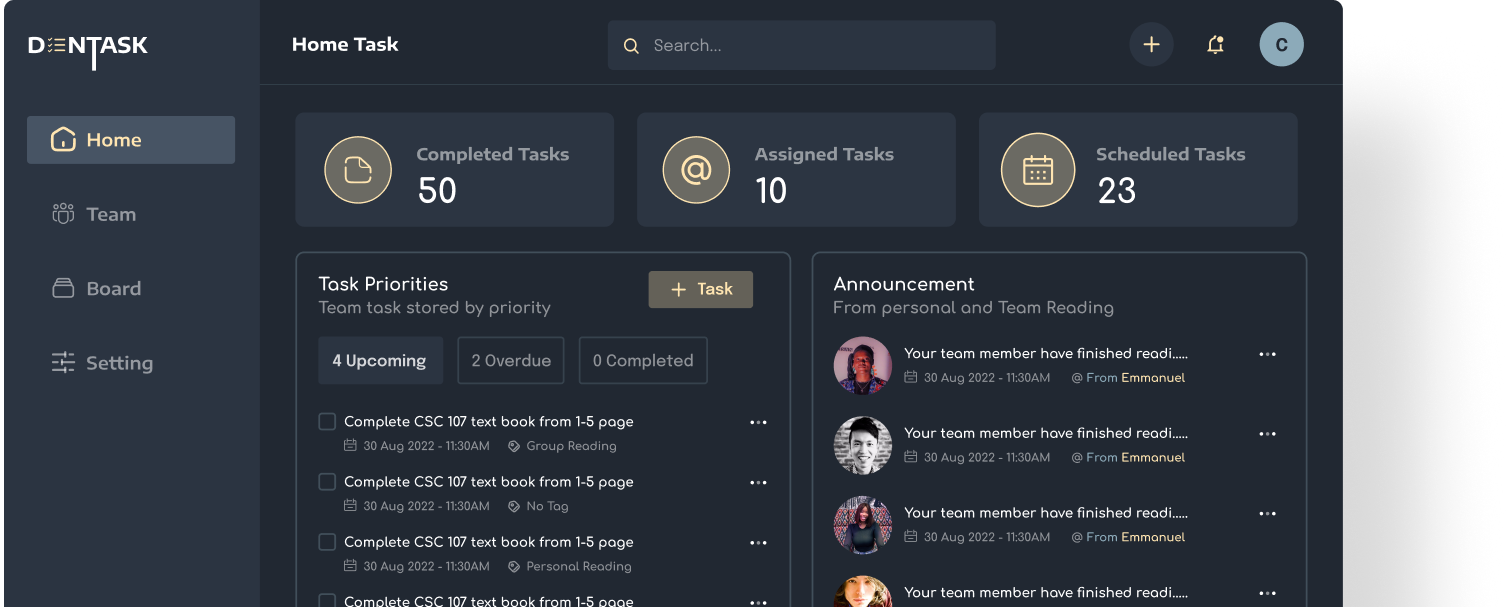 DENTASK
Home Task
Search...
C
Home
Team
Board
Setting
Completed Tasks
50
Assigned Tasks
10
Scheduled Tasks
23
Task Priorities
Team task stored by priority
+ Task
4 Upcoming
2 Overdue
0 Completed
Complete CSC 107 text book from 1-5 page
30 Aug 2022 - 11:30AM Group Reading
Complete CSC 107 text book from 1-5 page
30 Aug 2022 - 11:30AM No Tag
Complete CSC 107 text book from 1-5 page
30 Aug 2022 - 11:30AM Personal Reading
Complete CSC 107 text book from 1-5 page
Announcement
From personal and Team Reading
Your team member have finished readi.....
30 Aug 2022 - 11:30AM @ From Emmanuel
Your team member have finished readi.....
30 Aug 2022 - 11:30AM @ From Emmanuel
Your team member have finished readi.....
30 Aug 2022 - 11:30AM @ From Emmanuel
Your team member have finished readi.....